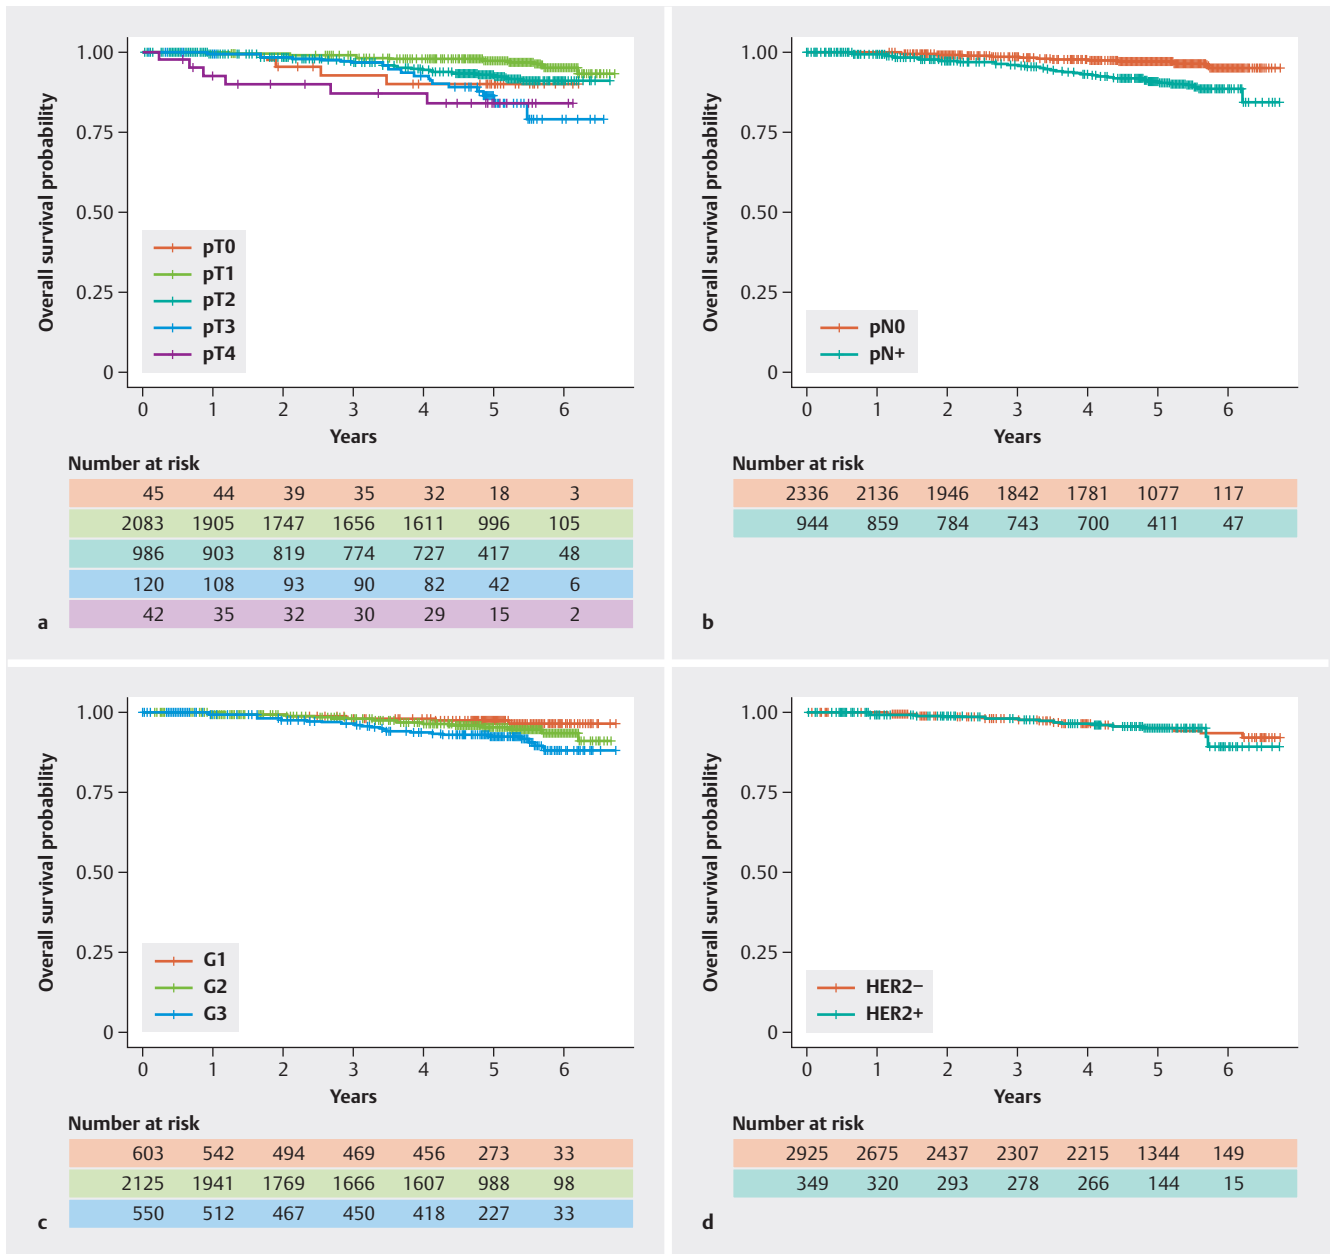 1.00
0.75
0.50
0.25
0
Overall survival probability
pT0
pT1
pT2
pT3
pT4
0 1 2 3 4 5 6
Years
Number at risk
45 44 39 35 32 18 3
2083 1905 1747 1656 1611 996 105
986 903 819 774 727 417 48
120 108 93 90 82 42 6
42 35 32 30 29 15 2
a
1.00
0.75
0.50
0.25
0
Overall survival probability
pN0
pN+
0 1 2 3 4 5 6
Years
Number at risk
2336 2136 1946 1842 1781 1077 117
944 859 784 743 700 411 47
b
1.00
0.75
0.50
0.25
0
Overall survival probability
G1
G2
G3
0 1 2 3 4 5 6
Years
Number at risk
603 542 494 469 456 273 33
2125 1941 1769 1666 1607 988 98
550 512 467 450 418 227 33
c
1.00
0.75
0.50
0.25
0
Overall survival probability
HER2−
HER2+
0 1 2 3 4 5 6
Years
Number at risk
2925 2675 2437 2307 2215 1344 149
349 320 293 278 266 144 15
d